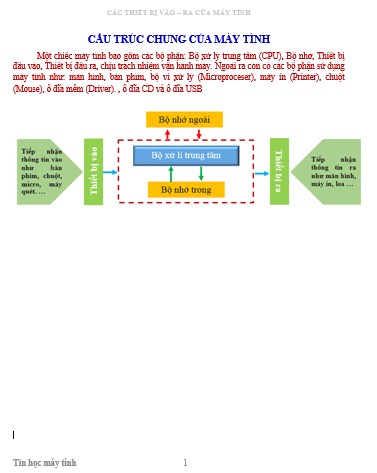 CÁC THIẾT BỊ VÀO – RA CỦA MÁY TÍNH
CẤU TRÚC CHUNG CỦA MÁY TÍNH
Một chiếc máy tính bao gồm các bộ phận: Bộ xử lý trung tâm (CPU), Bộ nhớ, Thiết bị
đầu vào, Thiết bị đầu ra, chịu trách nhiệm vận hành máy. Ngoài ra còn có các bộ phận sử dụng
máy tính như: màn hình, bàn phím, bộ vi xử lý (Microproceser), máy in (Printer), chuột
(Mouse), ổ đĩa mềm (Driver). , ổ đĩa CD và ổ đĩa USB
Bộ nhớ ngoài
Tiếp nhận
thông tin vào
như bàn
phím, chuột,
micro, máy
quét. …
Thiết bị vào
Bộ xử lí trung tâm
Bộ nhớ trong
Thiết bị ra
Tiếp nhận
thông tin ra
như màn hình,
máy in, loa …
Tin học máy tính 1